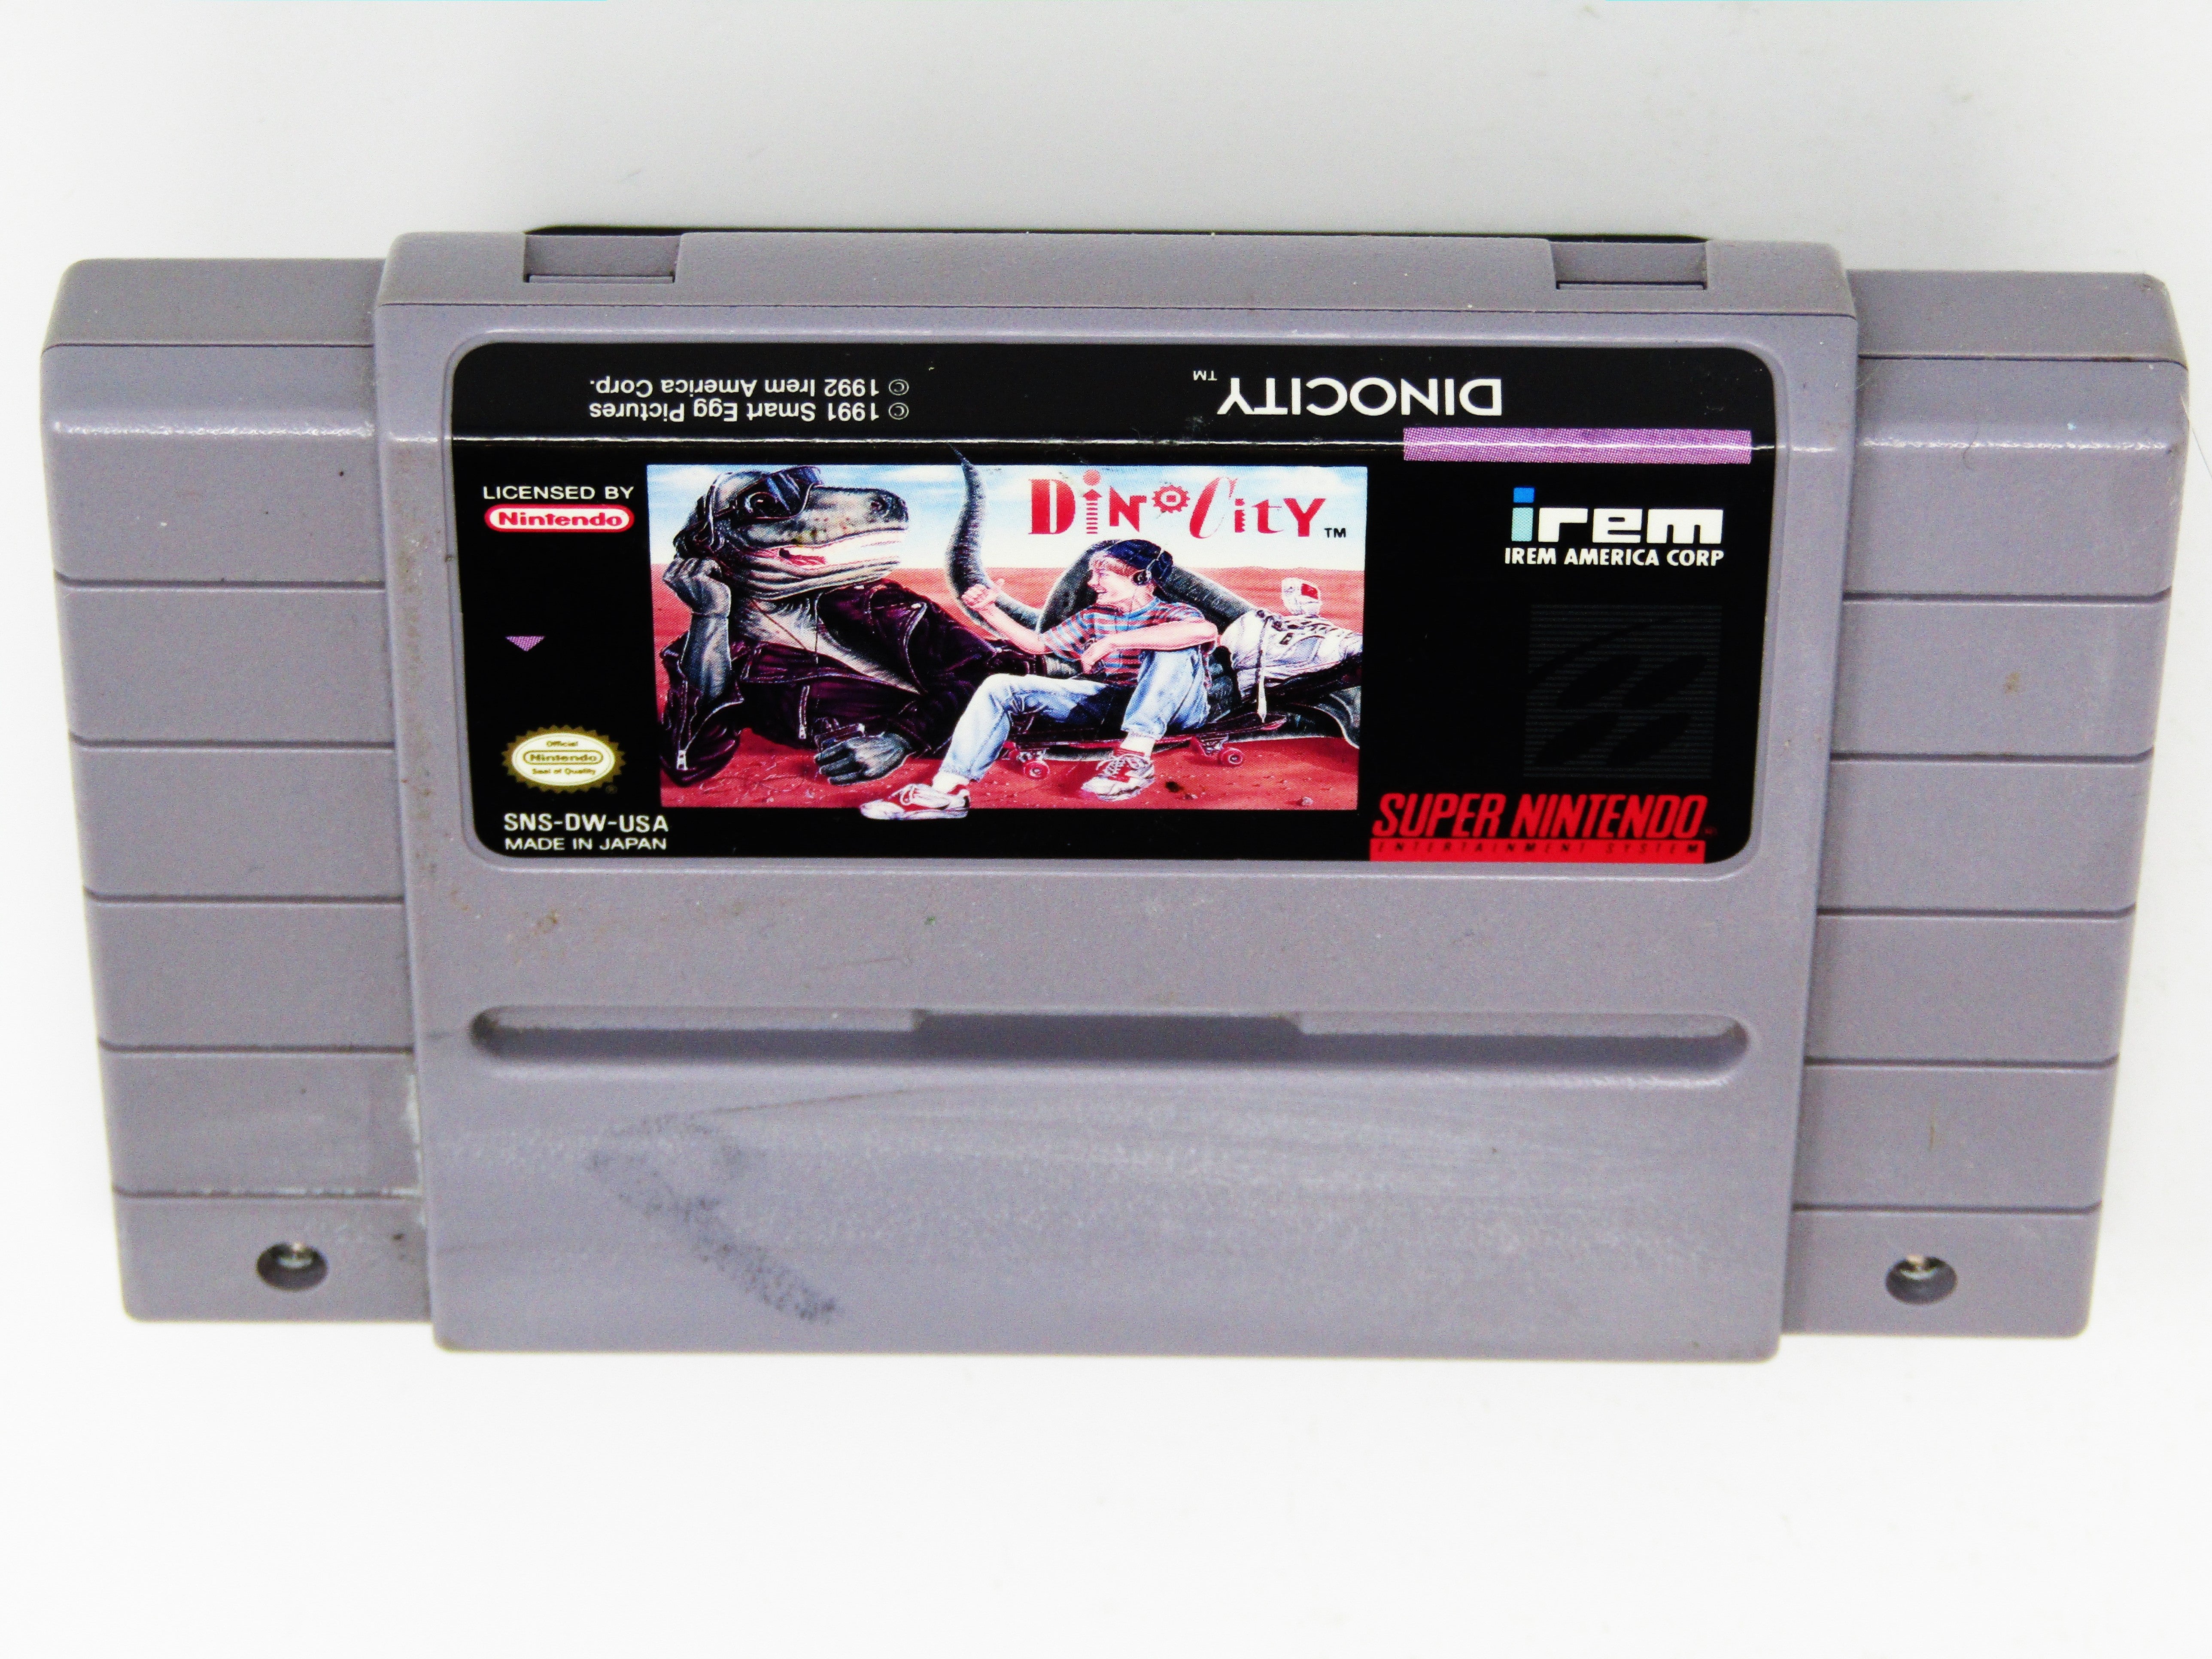 DINOCITY™
© 1991 Smart Egg Pictures
© 1992 Irem America Corp.
LICENSED BY
Nintendo
DinoCity™
irem
IREM AMERICA CORP
Official
Nintendo
Seal of Quality
SNS-DW-USA
MADE IN JAPAN
SUPER NINTENDO
ENTERTAINMENT SYSTEM